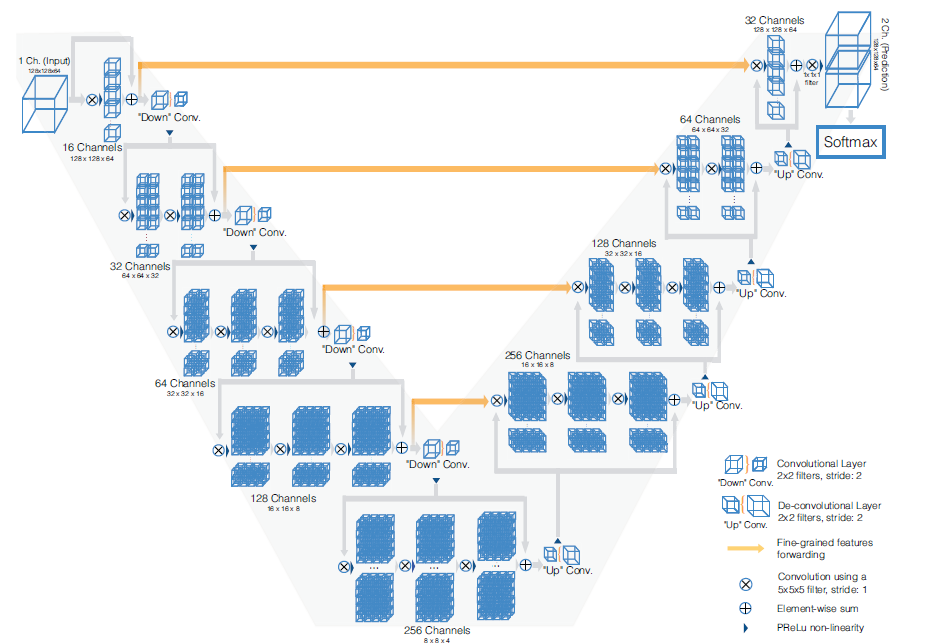 1 Ch. (Input)
128x128x64
"Down" Conv.
16 Channels
128 x 128 x 64
"Down" Conv.
32 Channels
64 x 64 x 32
"Down" Conv.
64 Channels
32 x 32 x 16
"Down" Conv.
128 Channels
16 x 16 x 8
256 Channels
8 x 8 x 4
"Up" Conv.
256 Channels
16 x 16 x 8
"Up" Conv.
128 Channels
32 x 32 x 16
"Up" Conv.
64 Channels
64 x 64 x 32
"Up" Conv.
32 Channels
128 x 128 x 64
1x1x1
filter
2 Ch. (Prediction)
128x128x64
Softmax
Convolutional Layer
2x2 filters, stride: 2
"Down" Conv.
De-convolutional Layer
2x2 filters, stride: 2
"Up" Conv.
Fine-grained features
forwarding
Convolution using a
5x5x5 filter, stride: 1
Element-wise sum
PReLu non-linearity